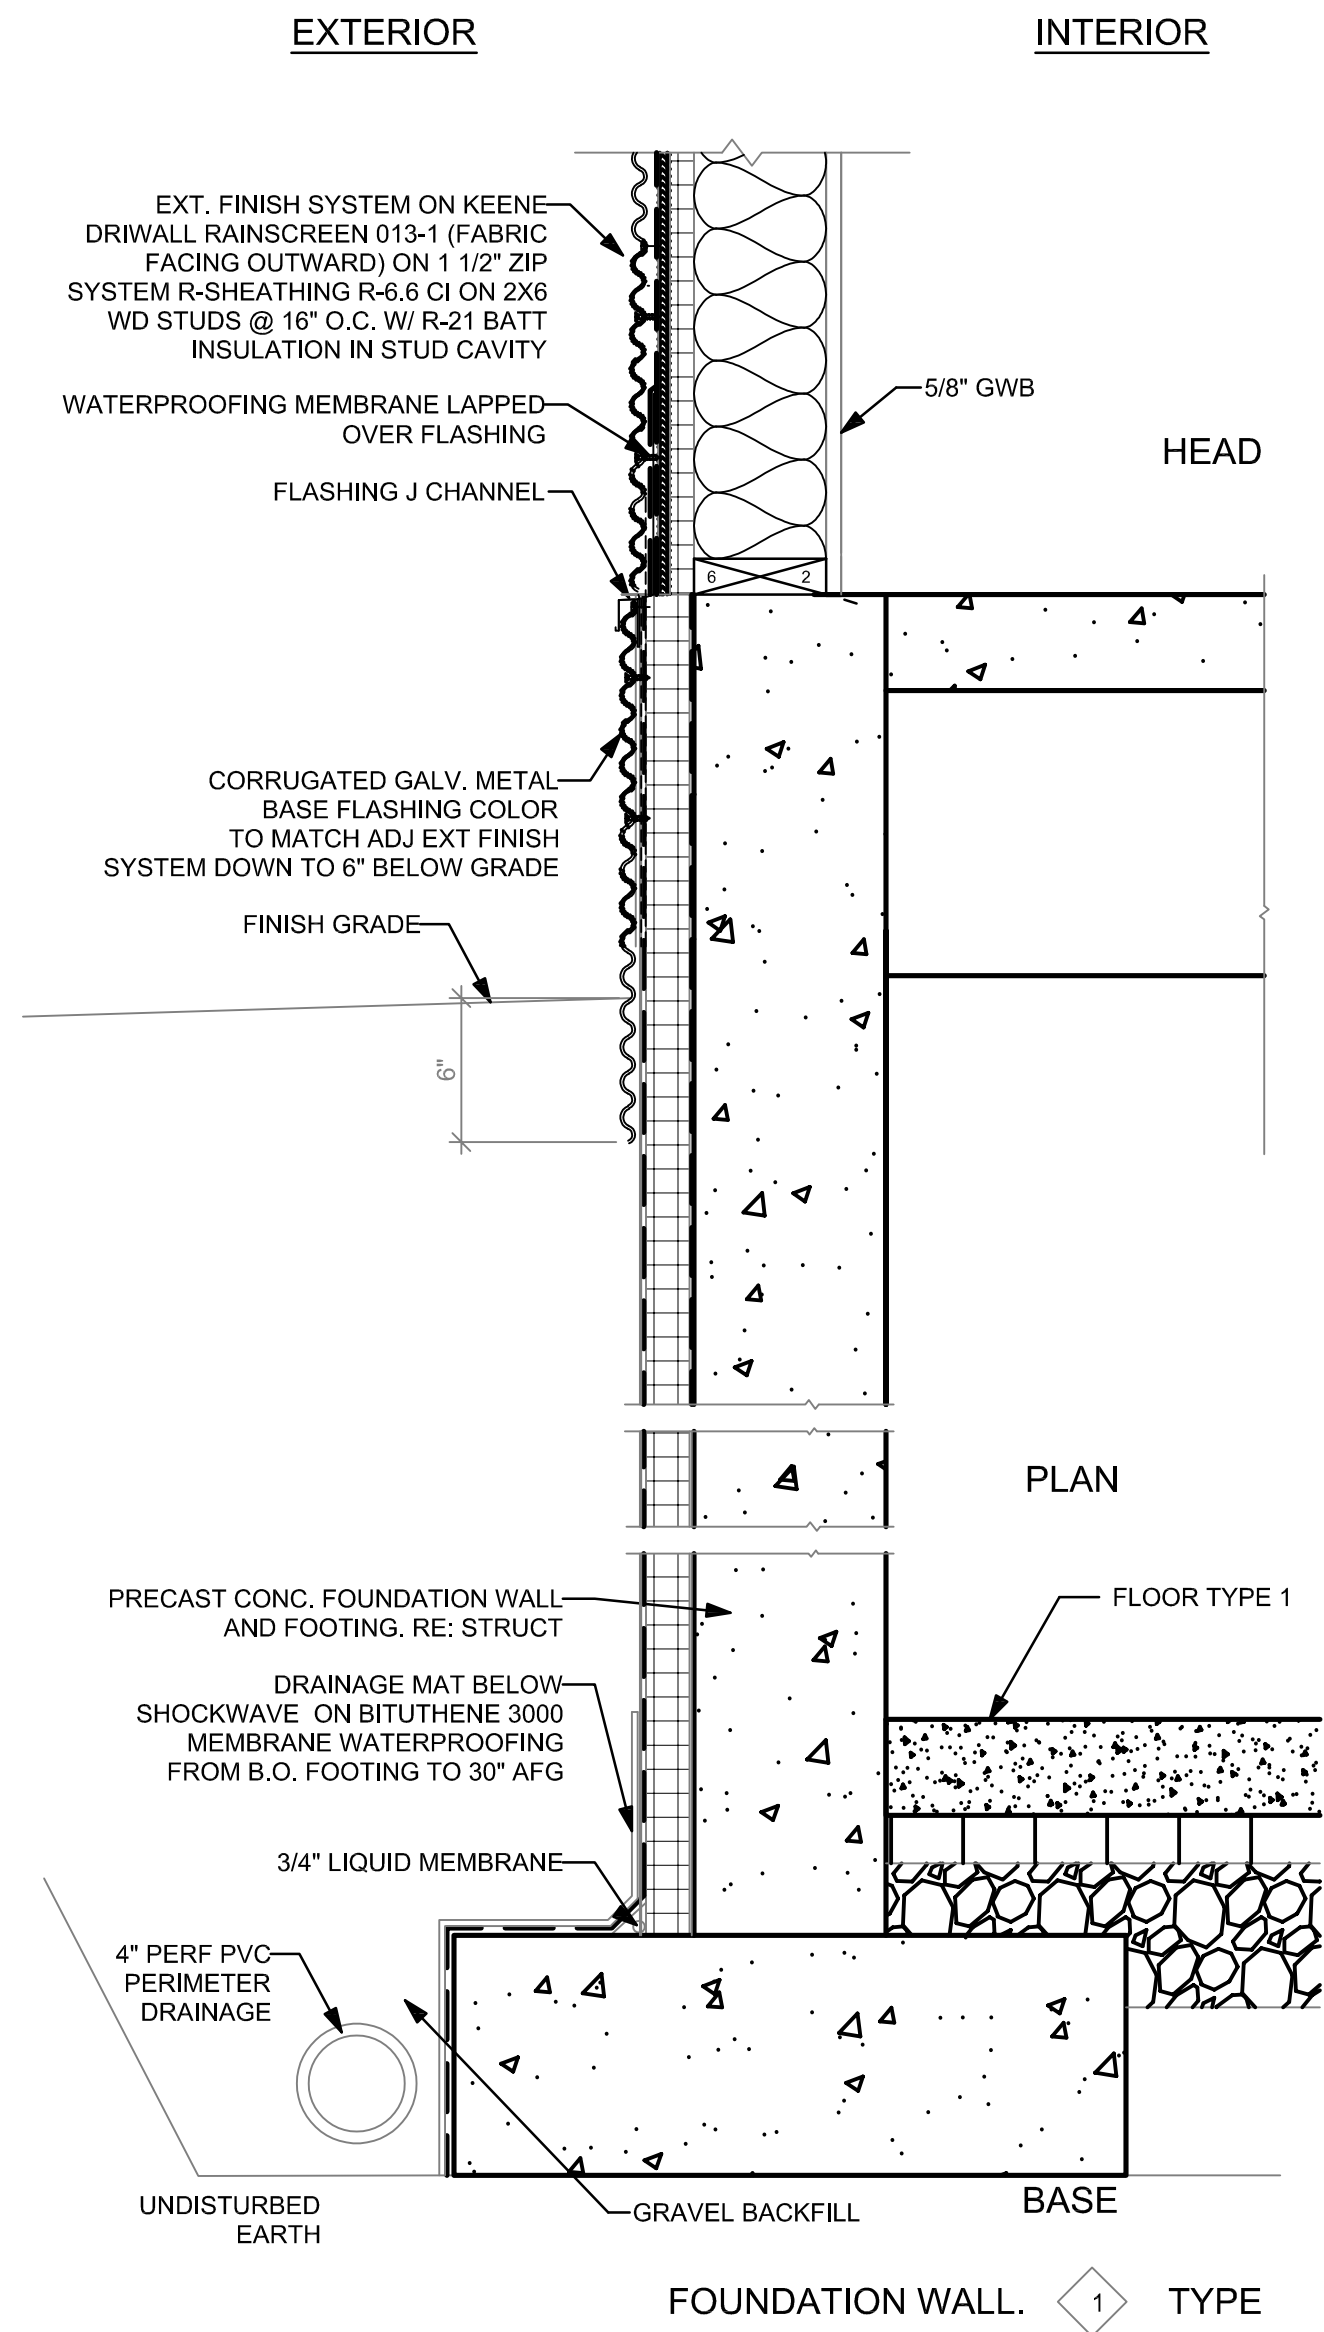 EXTERIOR
INTERIOR
EXT. FINISH SYSTEM ON KEENE
DRIWALL RAINSCREEN 013-1 (FABRIC
FACING OUTWARD) ON 1 1/2" ZIP
SYSTEM R-SHEATHING R-6.6 CI ON 2X6
WD STUDS @ 16" O.C. W/ R-21 BATT
INSULATION IN STUD CAVITY
5/8" GWB
WATERPROOFING MEMBRANE LAPPED
OVER FLASHING
HEAD
FLASHING J CHANNEL
6
2
CORRUGATED GALV. METAL
BASE FLASHING COLOR
TO MATCH ADJ EXT FINISH
SYSTEM DOWN TO 6" BELOW GRADE
FINISH GRADE
6"
PLAN
PRECAST CONC. FOUNDATION WALL
AND FOOTING. RE: STRUCT
FLOOR TYPE 1
DRAINAGE MAT BELOW
SHOCKWAVE ON BITUTHENE 3000
MEMBRANE WATERPROOFING
FROM B.O. FOOTING TO 30" AFG
3/4" LIQUID MEMBRANE
4" PERF PVC
PERIMETER
DRAINAGE
UNDISTURBED
EARTH
GRAVEL BACKFILL
BASE
FOUNDATION WALL. 1 TYPE